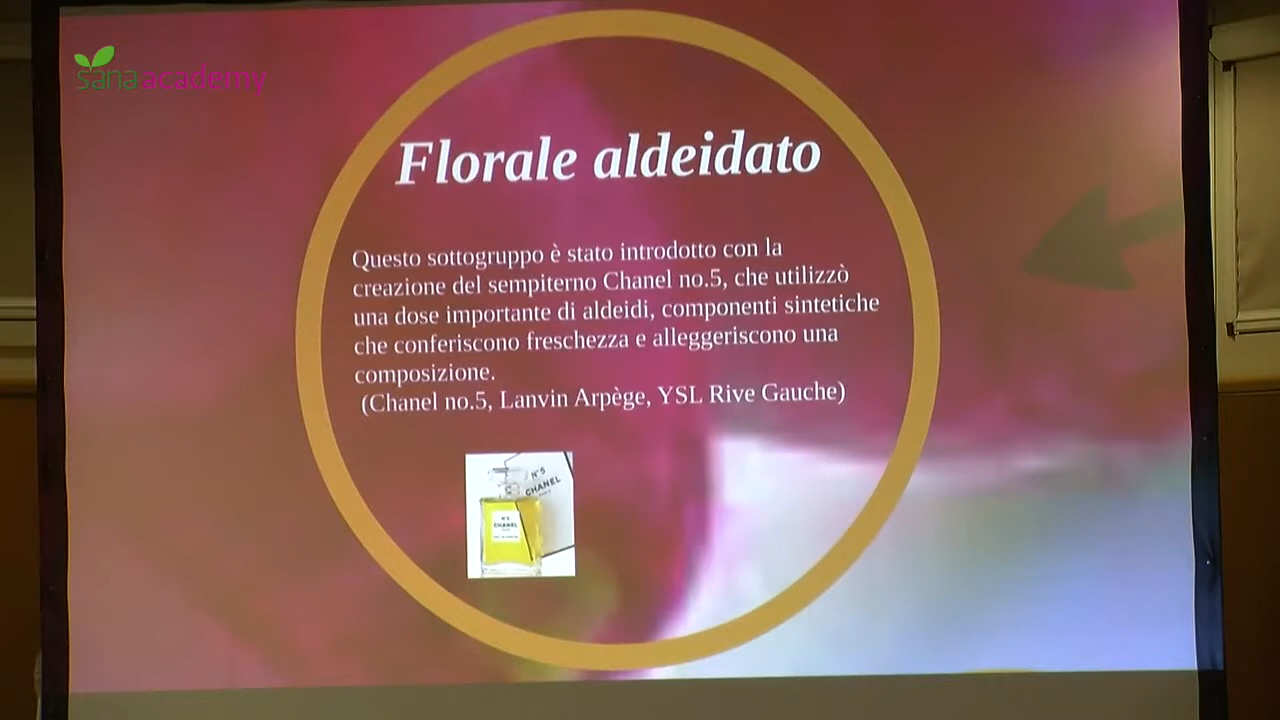 sanaacademy
Florale aldeidato
Questo sottogruppo è stato introdotto con la
creazione del sempiterno Chanel no.5, che utilizzò
una dose importante di aldeidi, componenti sintetiche
che conferiscono freschezza e alleggeriscono una
composizione.
(Chanel no.5, Lanvin Arpège, YSL Rive Gauche)
N°5
CHANEL
N°5
CHANEL